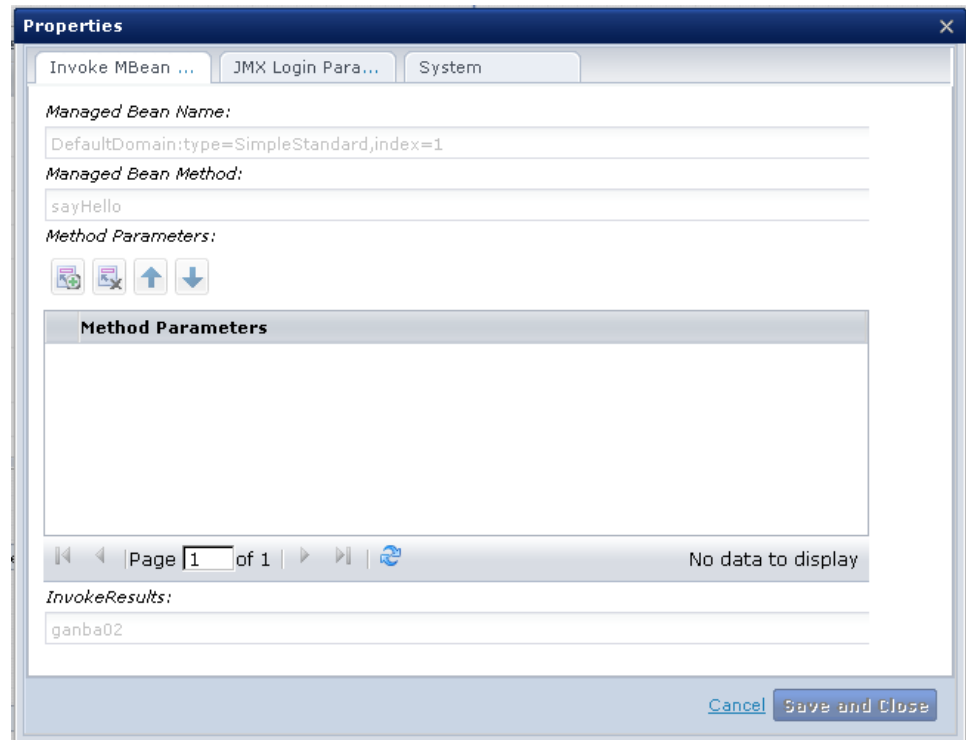 Properties
Invoke MBean ... JMX Login Para... System
Managed Bean Name:
DefaultDomain:type=SimpleStandard,index=1
Managed Bean Method:
sayHello
Method Parameters:
Method Parameters
Page 1 of 1 No data to display
InvokeResults:
ganba02
Cancel Save and Close